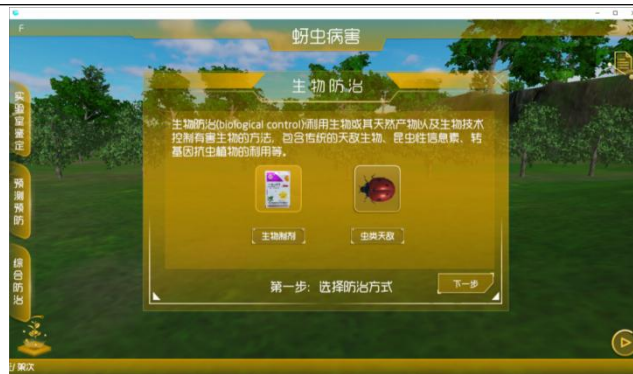 F
蚜虫病害
生物防治
生物防治(biological control)利用生物或其天然产物以及生物技术
控制有害生物的方法，包含传统的天敌生物、昆虫性信息素、转
基因抗虫植物的利用等。
生物制剂
虫类天敌
第一步：选择防治方式
下一步
实验室鉴定
预测预防
综合防治